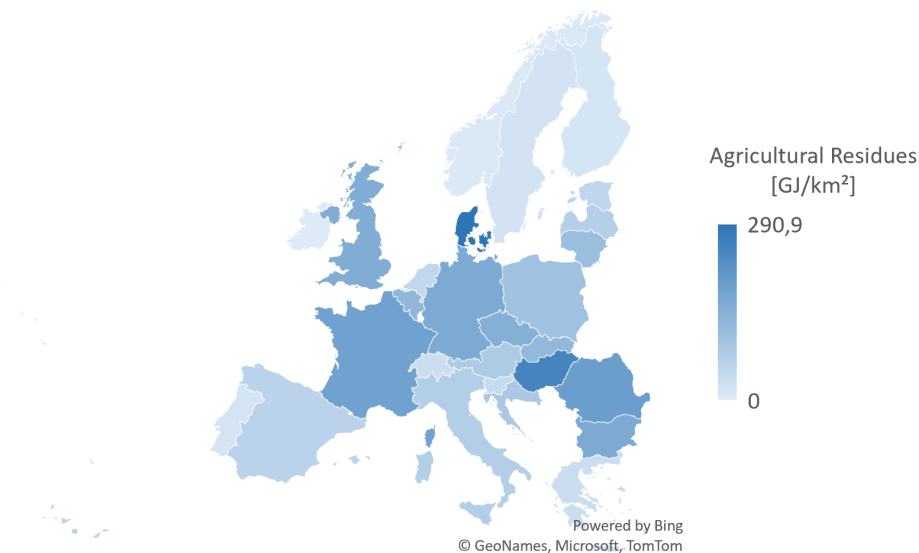 Agricultural Residues
[GJ/km²]
290,9
0
Powered by Bing
© GeoNames, Microsoft, TomTom